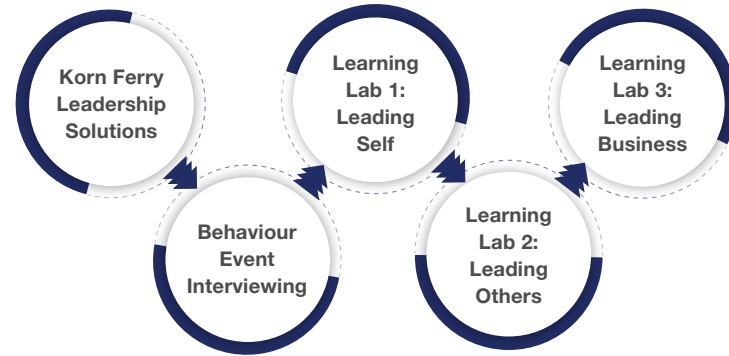 Korn Ferry
Leadership
Solutions
Behaviour
Event
Interviewing
Learning
Lab 1:
Leading
Self
Learning
Lab 2:
Leading
Others
Learning
Lab 3:
Leading
Business